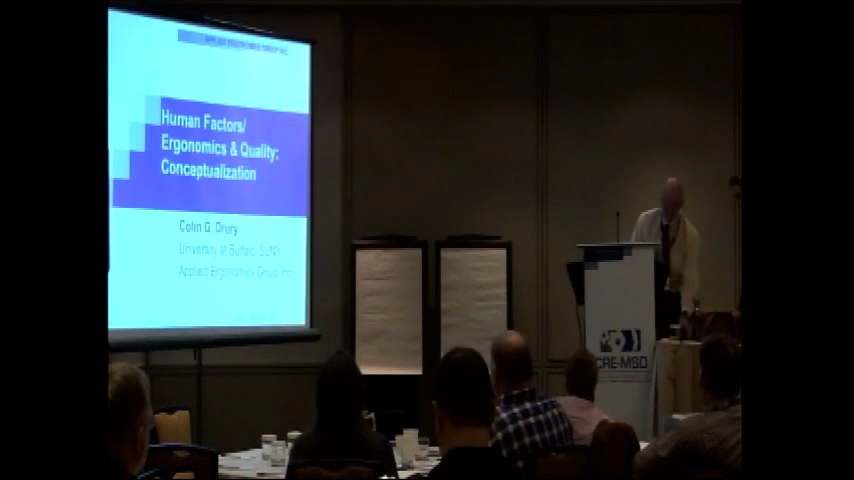 Human Factors/
Ergonomics & Quality:
Conceptualization
Colin G. Drury
University at Buffalo, SUNY
Applied Ergonomics Group Inc.
CRE-MSD